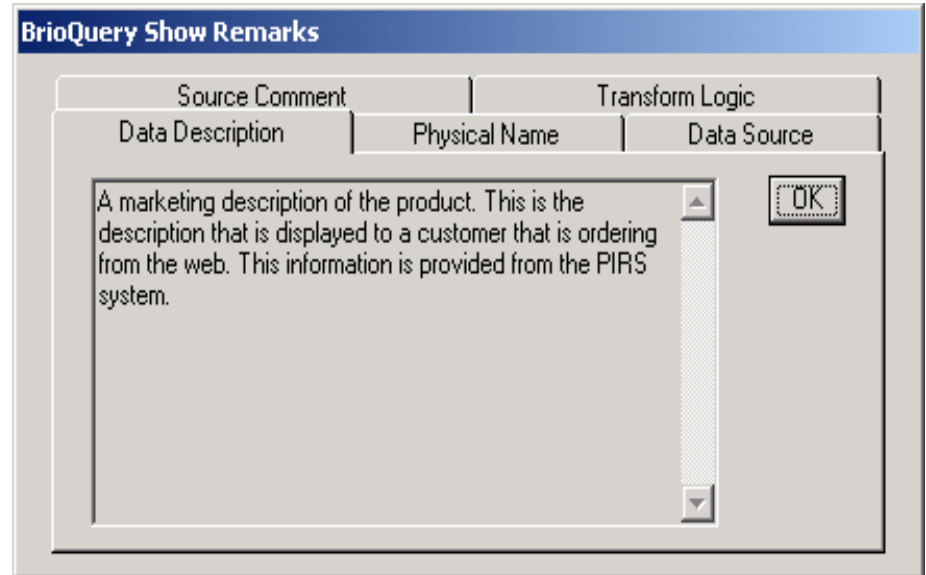 BrioQuery Show Remarks
Source Comment
Transform Logic
Data Description
Physical Name
Data Source
A marketing description of the product. This is the
description that is displayed to a customer that is ordering
from the web. This information is provided from the PIRS
system.
OK